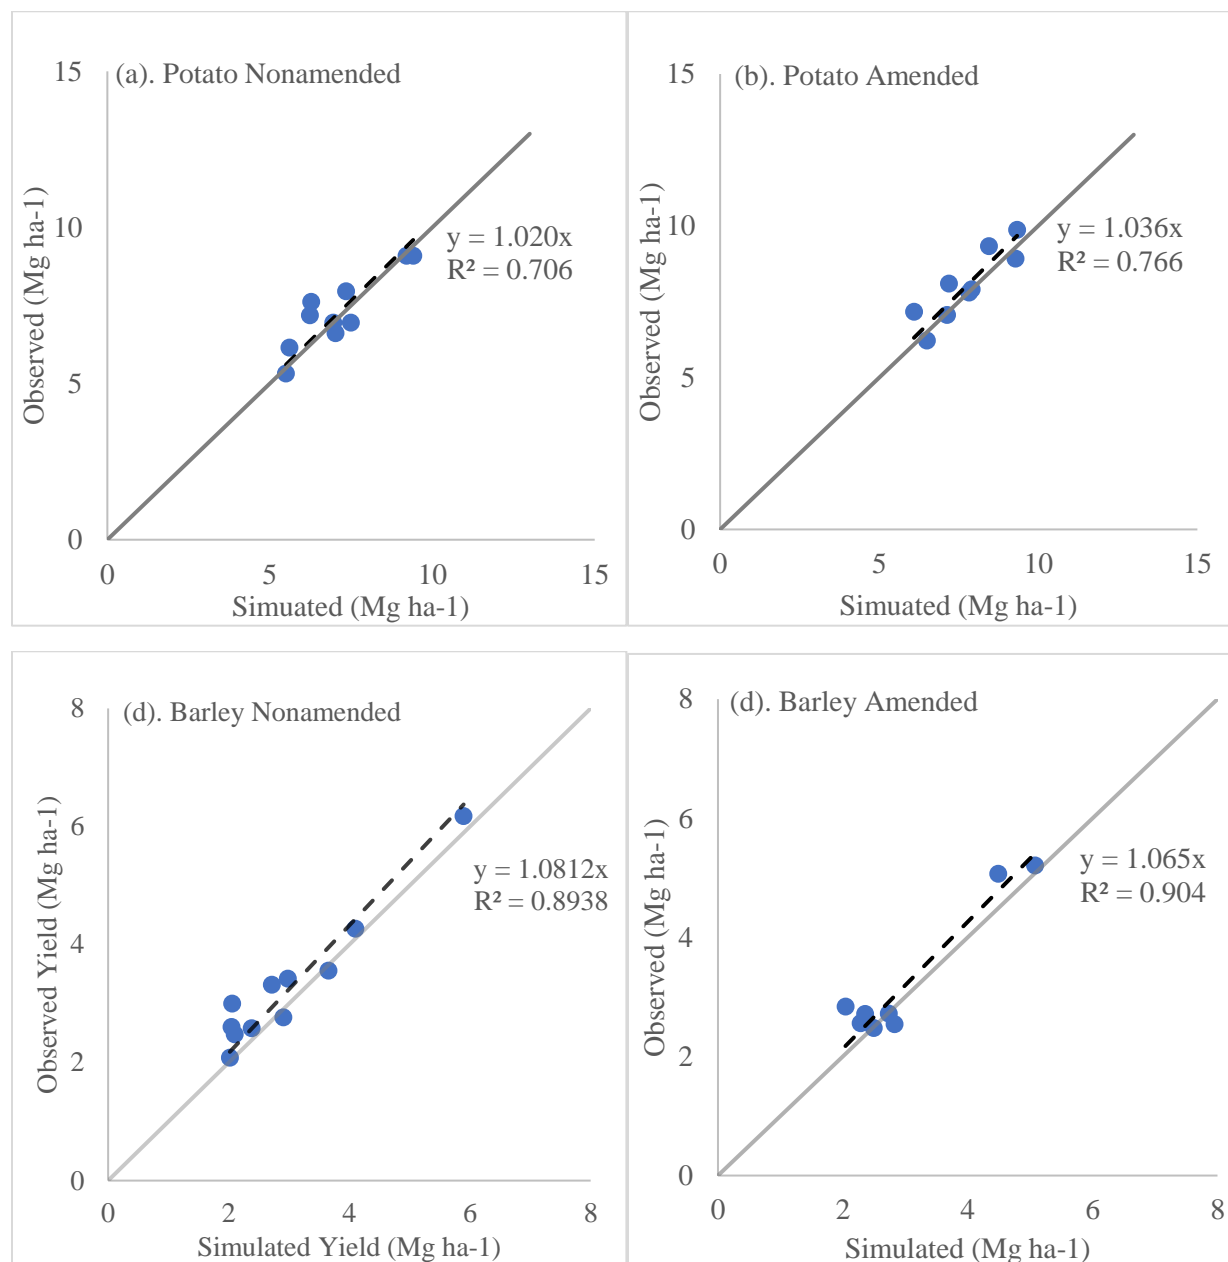 (a). Potato Nonamended
15
10
5
0
Observed (Mg ha-1)
y = 1.020x
R² = 0.706
0 5 10 15
Simuated (Mg ha-1)
(b). Potato Amended
15
10
5
0
Observed (Mg ha-1)
y = 1.036x
R² = 0.766
0 5 10 15
Simuated (Mg ha-1)
(d). Barley Nonamended
8
6
4
2
0
Observed Yield (Mg ha-1)
y = 1.0812x
R² = 0.8938
0 2 4 6 8
Simulated Yield (Mg ha-1)
(d). Barley Amended
8
6
4
2
0
Observed (Mg ha-1)
y = 1.065x
R² = 0.904
0 2 4 6 8
Simulated (Mg ha-1)